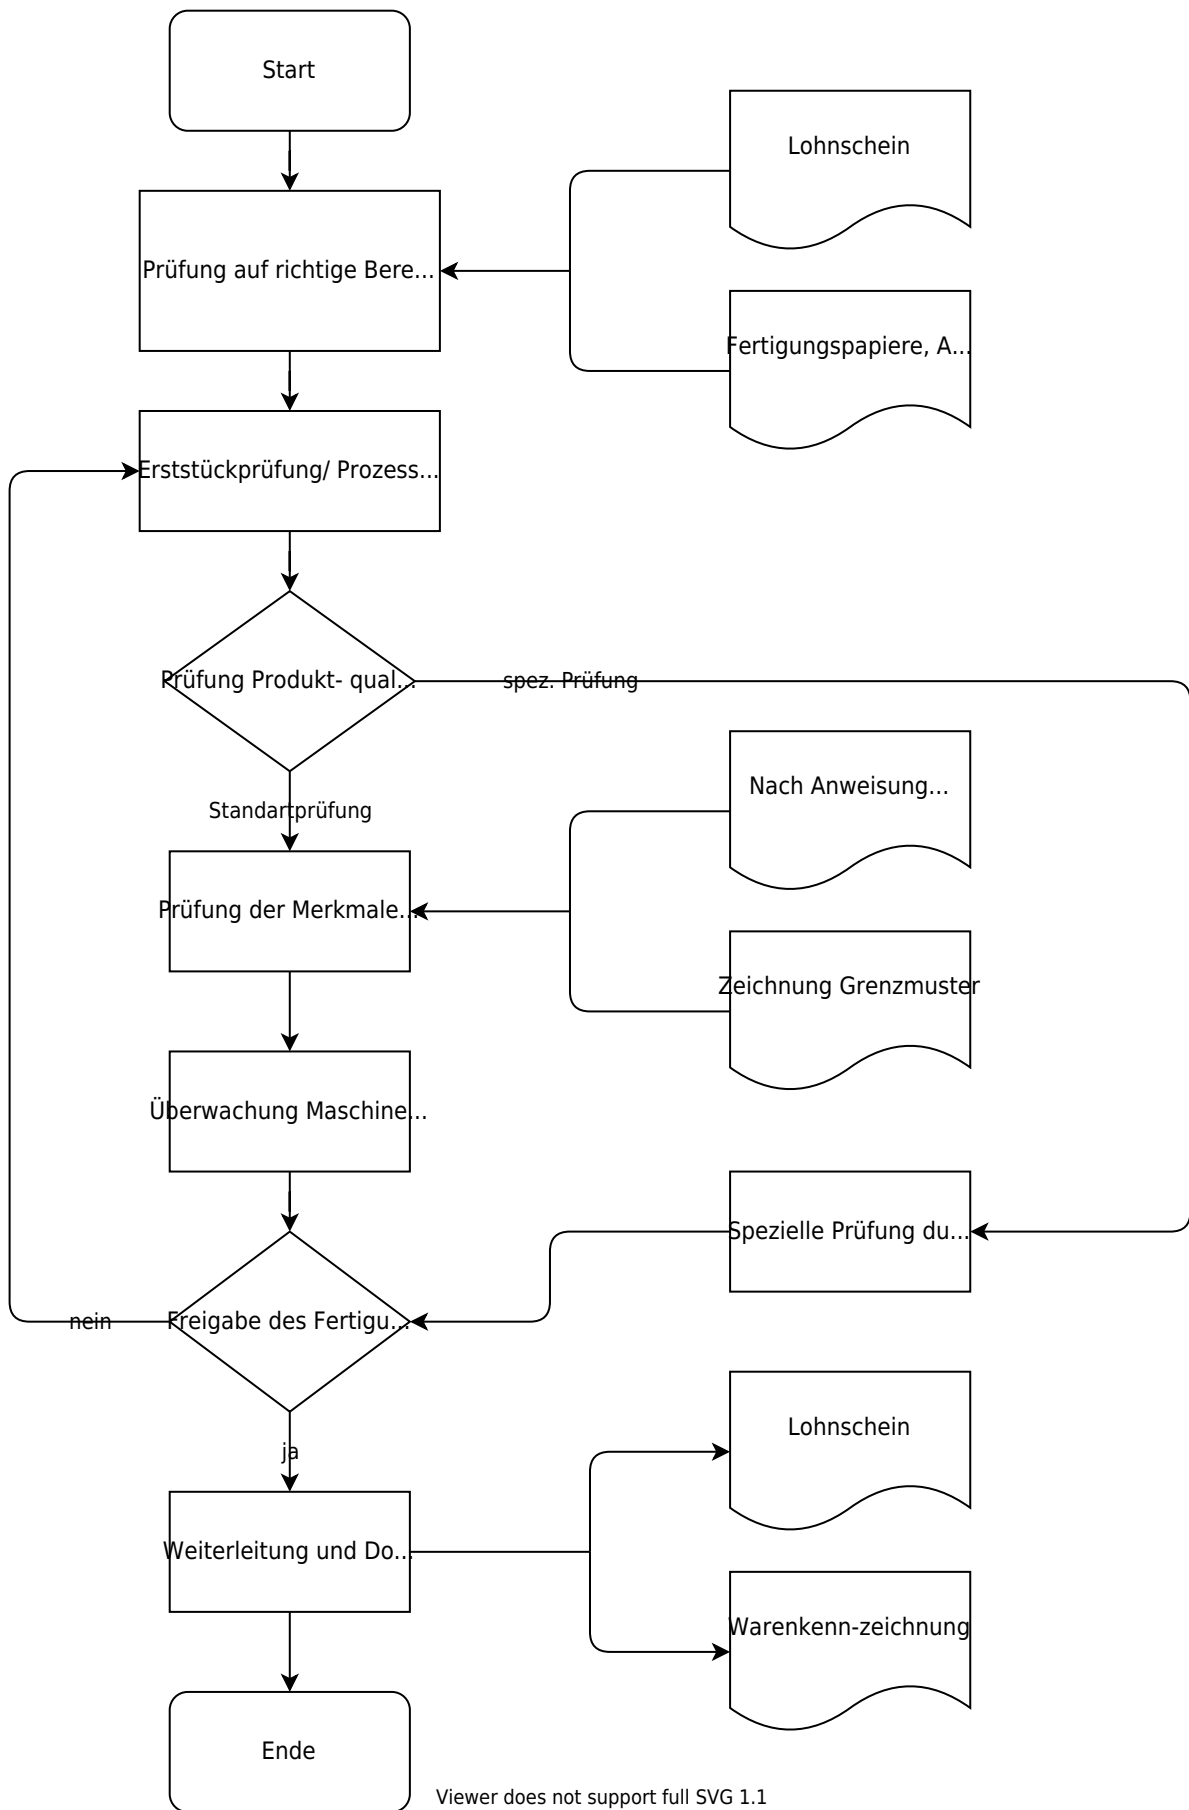 Start
Lohnschein
Prüfung auf richtige Bere...
Fertigungspapiere, A...
Erststückprüfung/ Prozess...
Prüfung Produkt- qual...
spez. Prüfung
Nach Anweisung...
Standartprüfung
Prüfung der Merkmale...
Zeichnung Grenzmuster
Überwachung Maschine...
Spezielle Prüfung du...
Freigabe des Fertigu...
nein
Lohnschein
ja
Weiterleitung und Do...
Warenkenn-zeichnung
Ende
Viewer does not support full SVG 1.1